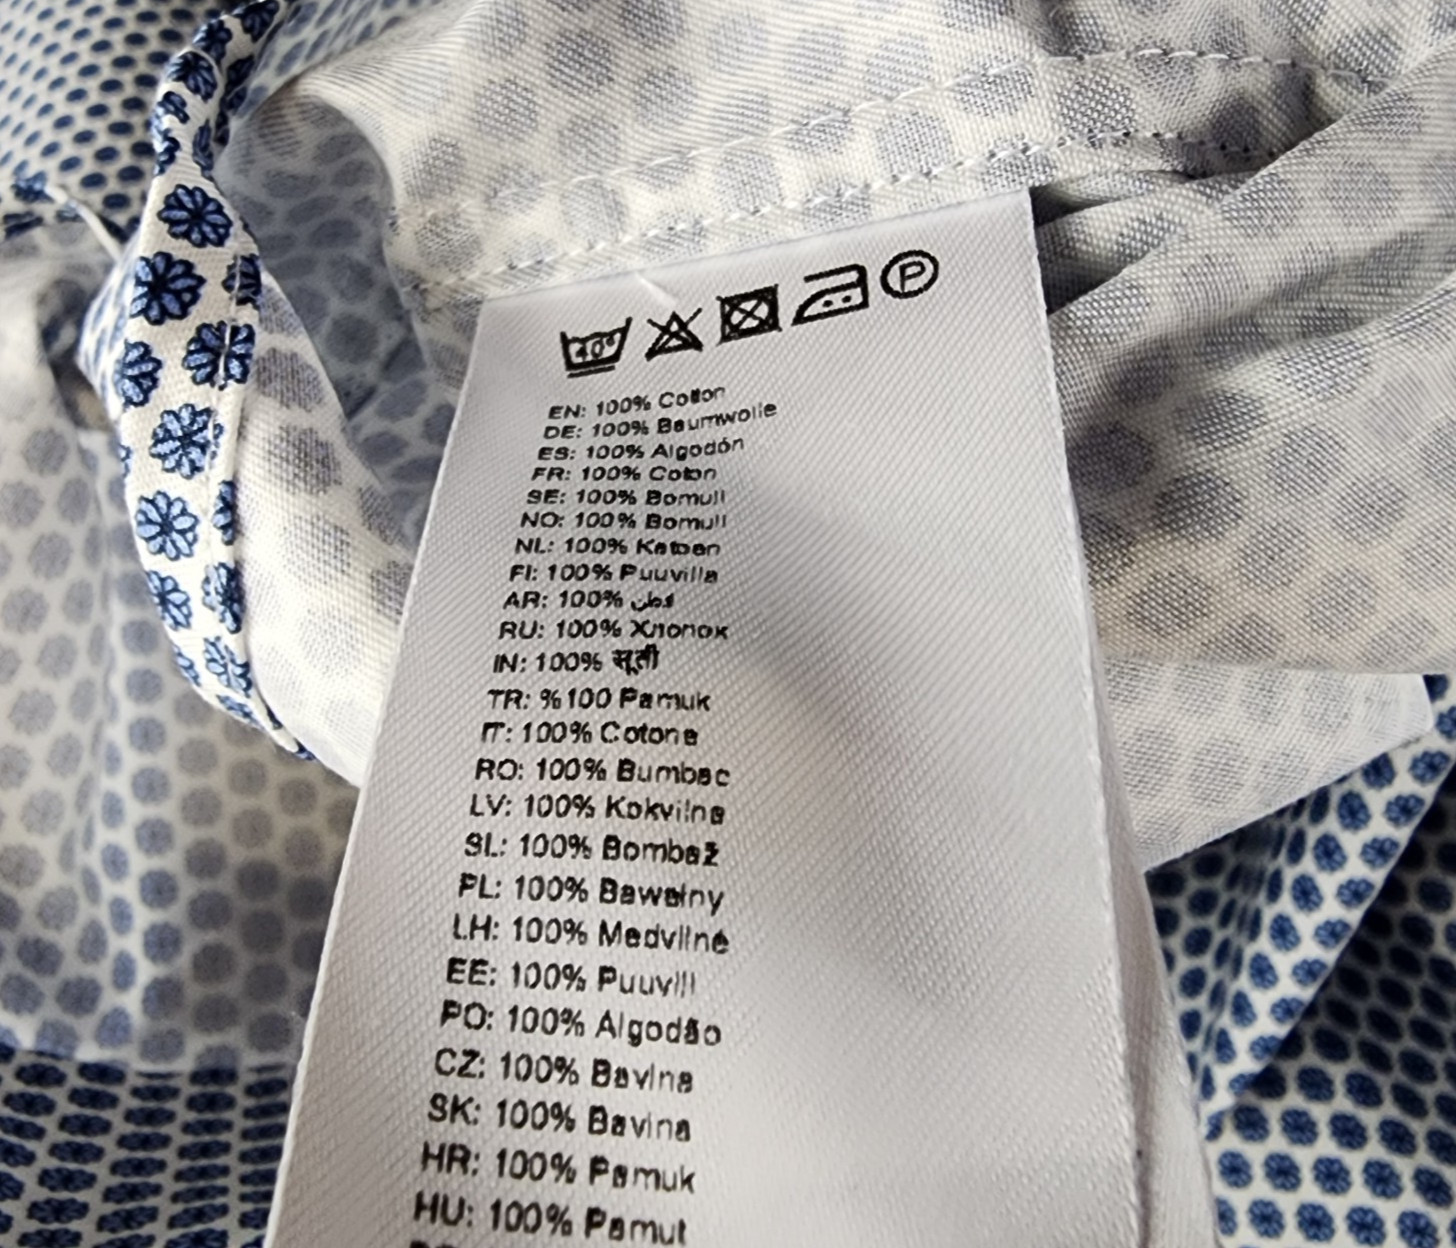 40°
P
EN: 100% Cotton
DE: 100% Baumwolle
ES: 100% Algodón
FR: 100% Coton
SE: 100% Bomull
NO: 100% Bomull
NL: 100% Katoen
FI: 100% Puuvilla
AR: 100% قطن
RU: 100% Хлопок
IN: 100% सूती
TR: %100 Pamuk
IT: 100% Cotone
RO: 100% Bumbac
LV: 100% Kokvilna
SL: 100% Bombaž
PL: 100% Bawełny
LH: 100% Medvilnė
EE: 100% Puuvill
PO: 100% Algodão
CZ: 100% Bavlna
SK: 100% Bavlna
HR: 100% Pamuk
HU: 100% Pamut